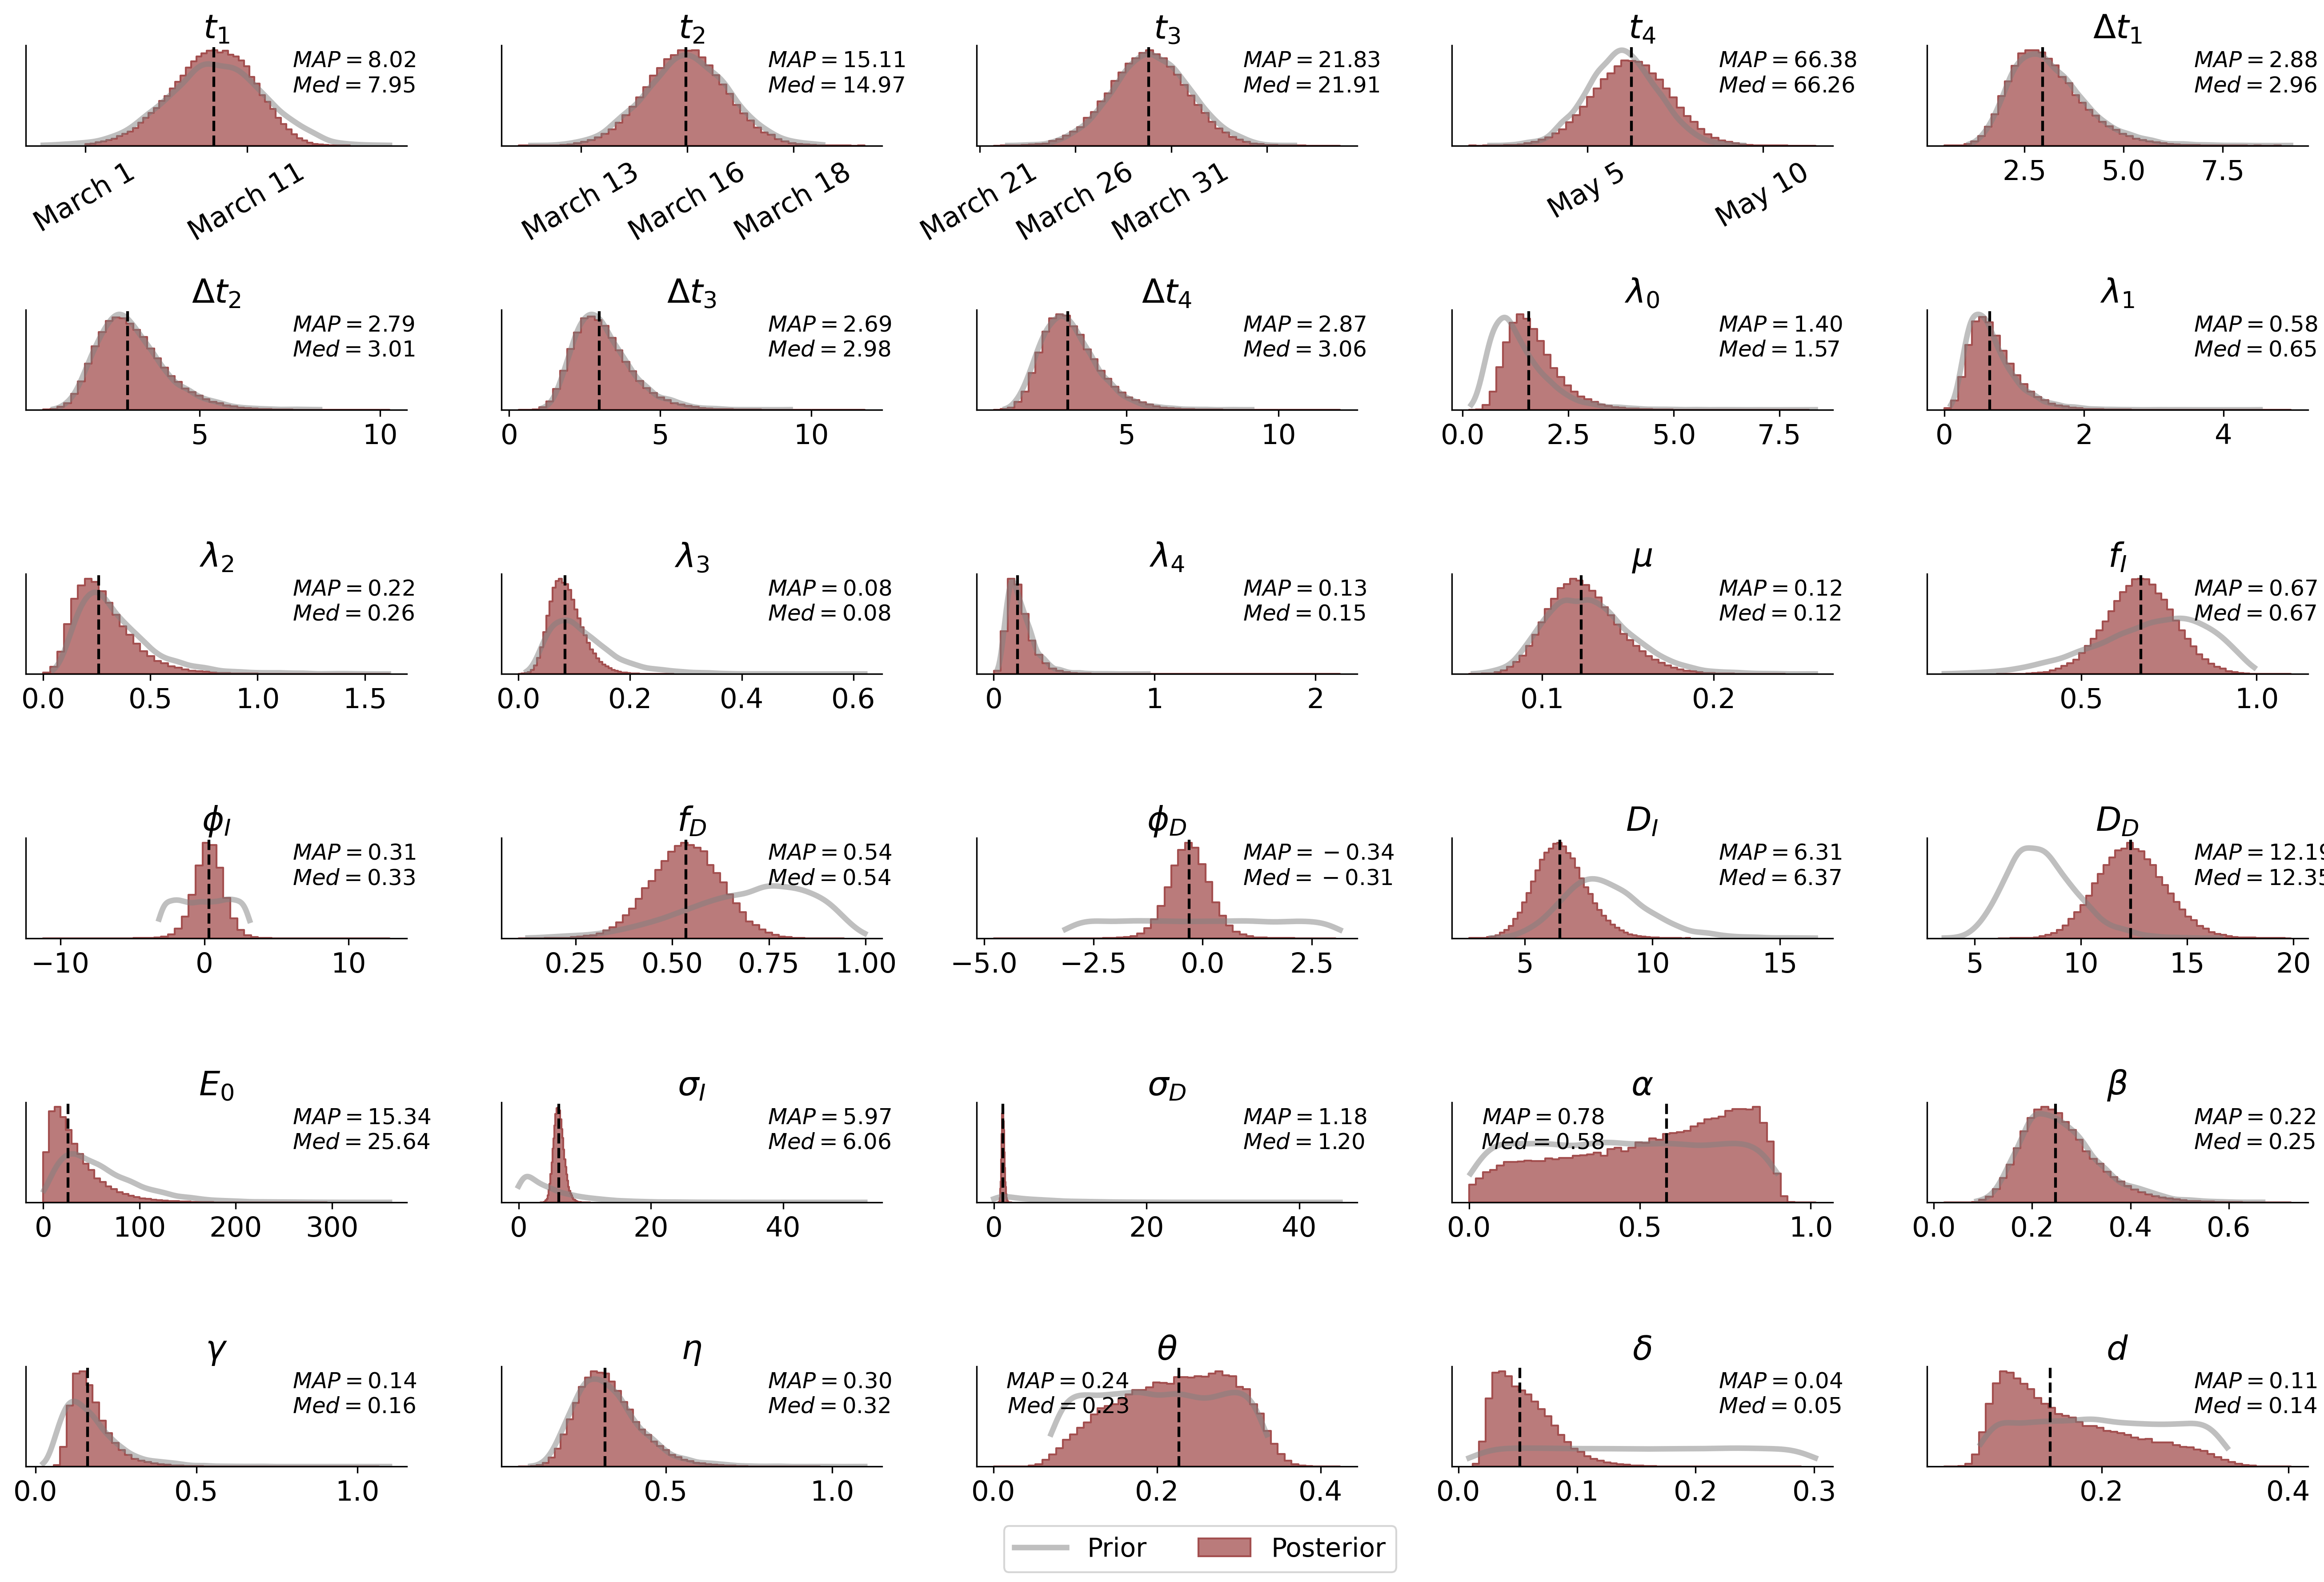 t₁ t₂ t₃ t₄ Δt₁
MAP = 8.02 MAP = 15.11 MAP = 21.83 MAP = 66.38 MAP = 2.88
Med = 7.95 Med = 14.97 Med = 21.91 Med = 66.26 Med = 2.96
March 1 March 11 March 13 March 16 March 18 March 21 March 26 March 31 May 5 May 10 2.5 5.0 7.5
Δt₂ Δt₃ Δt₄ λ₀ λ₁
MAP = 2.79 MAP = 2.69 MAP = 2.87 MAP = 1.40 MAP = 0.58
Med = 3.01 Med = 2.98 Med = 3.06 Med = 1.57 Med = 0.65
5 10 0 5 10 5 10 0.0 2.5 5.0 7.5 0 2 4
λ₂ λ₃ λ₄ μ f_I
MAP = 0.22 MAP = 0.08 MAP = 0.13 MAP = 0.12 MAP = 0.67
Med = 0.26 Med = 0.08 Med = 0.15 Med = 0.12 Med = 0.67
0.0 0.5 1.0 1.5 0.0 0.2 0.4 0.6 0 1 2 0.1 0.2 0.5 1.0
ϕ_I f_D ϕ_D D_I D_D
MAP = 0.31 MAP = 0.54 MAP = −0.34 MAP = 6.31 MAP = 12.19
Med = 0.33 Med = 0.54 Med = −0.31 Med = 6.37 Med = 12.35
−10 0 10 0.25 0.50 0.75 1.00 −5.0 −2.5 0.0 2.5 5 10 15 5 10 15 20
E₀ σ_I σ_D α β
MAP = 15.34 MAP = 5.97 MAP = 1.18 MAP = 0.78 MAP = 0.22
Med = 25.64 Med = 6.06 Med = 1.20 Med = 0.58 Med = 0.25
0 100 200 300 0 20 40 0 20 40 0.0 0.5 1.0 0.0 0.2 0.4 0.6
γ η θ δ d
MAP = 0.14 MAP = 0.30 MAP = 0.24 MAP = 0.04 MAP = 0.11
Med = 0.16 Med = 0.32 Med = 0.23 Med = 0.05 Med = 0.14
0.0 0.5 1.0 0.5 1.0 0.0 0.2 0.4 0.0 0.1 0.2 0.3 0.2 0.4
Prior Posterior